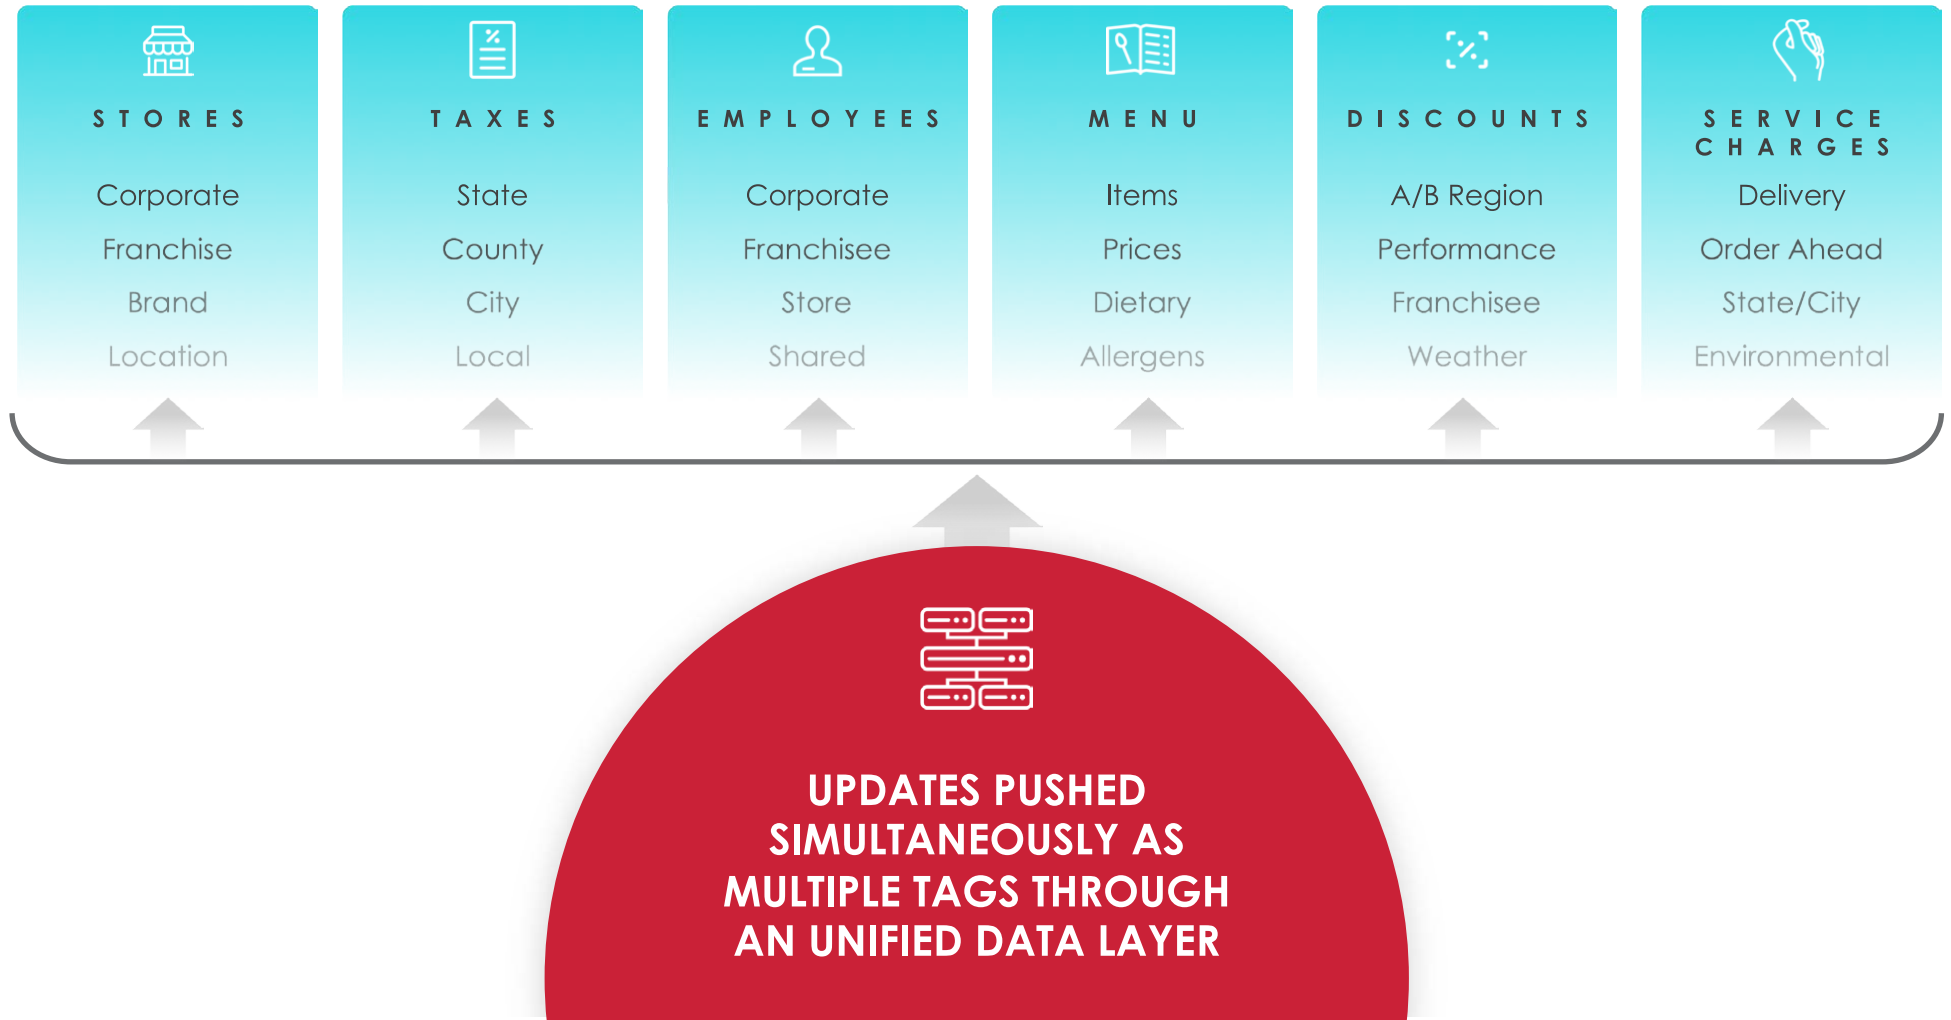 STORES
Corporate
Franchise
Brand
Location
TAXES
State
County
City
Local
EMPLOYEES
Corporate
Franchisee
Store
Shared
MENU
Items
Prices
Dietary
Allergens
DISCOUNTS
A/B Region
Performance
Franchisee
Weather
SERVICE
CHARGES
Delivery
Order Ahead
State/City
Environmental
UPDATES PUSHED
SIMULTANEOUSLY AS
MULTIPLE TAGS THROUGH
AN UNIFIED DATA LAYER